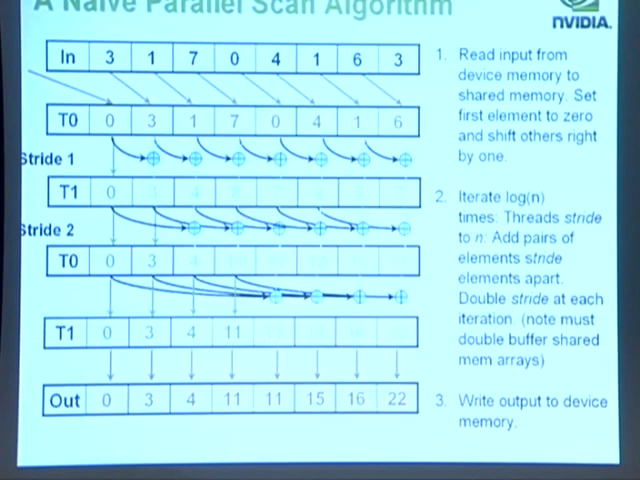 A Naïve Parallel Scan Algorithm
nVIDIA.
In 3 1 7 0 4 1 6 3
T0 0 3 1 7 0 4 1 6
Stride 1
T1 0
Stride 2
T0 0 3
T1 0 3 4 11
Out 0 3 4 11 11 15 16 22
1. Read input from
device memory to
shared memory. Set
first element to zero
and shift others right
by one.
2. Iterate log(n)
times: Threads stride
to n: Add pairs of
elements stride
elements apart.
Double stride at each
iteration. (note must
double buffer shared
mem arrays)
3. Write output to device
memory.